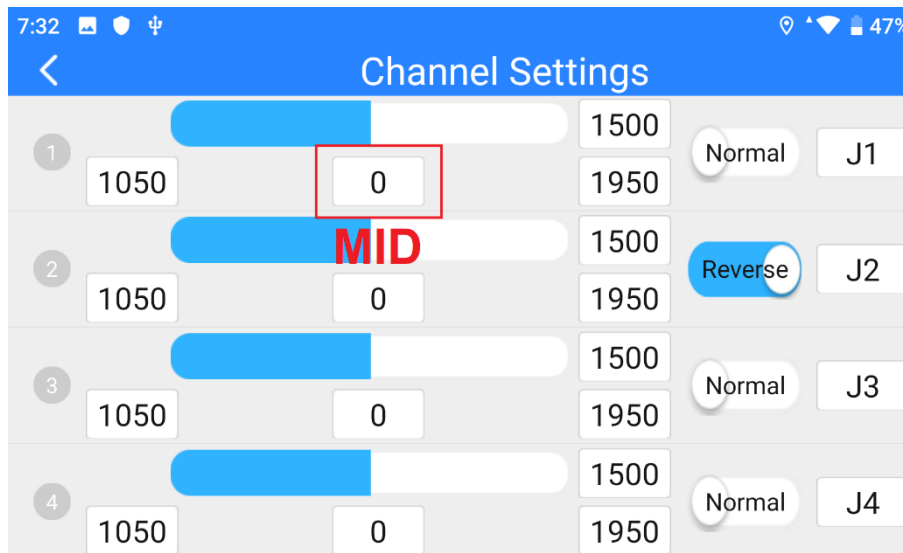 7:32 47%
Channel Settings
1500
1 Normal J1
1050 0 1950
MID 1500
2 Reverse J2
1050 0 1950
1500
3 Normal J3
1050 0 1950
1500
4 Normal J4
1050 0 1950